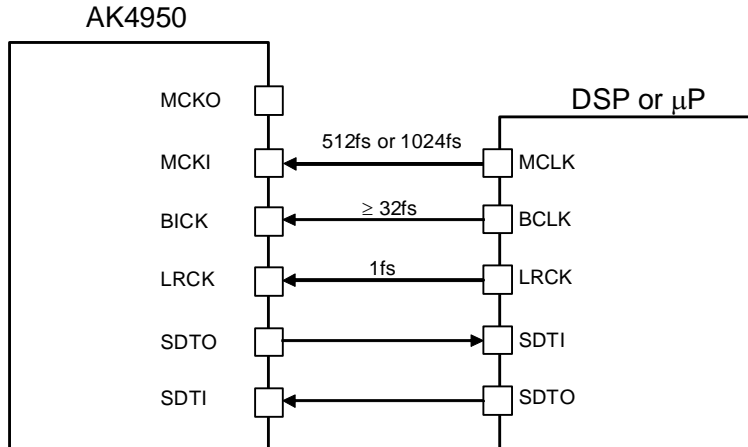 AK4950
DSP or μP
MCKO
512fs or 1024fs
MCKI
MCLK
≥ 32fs
BICK
BCLK
1fs
LRCK
LRCK
SDTO
SDTI
SDTI
SDTO